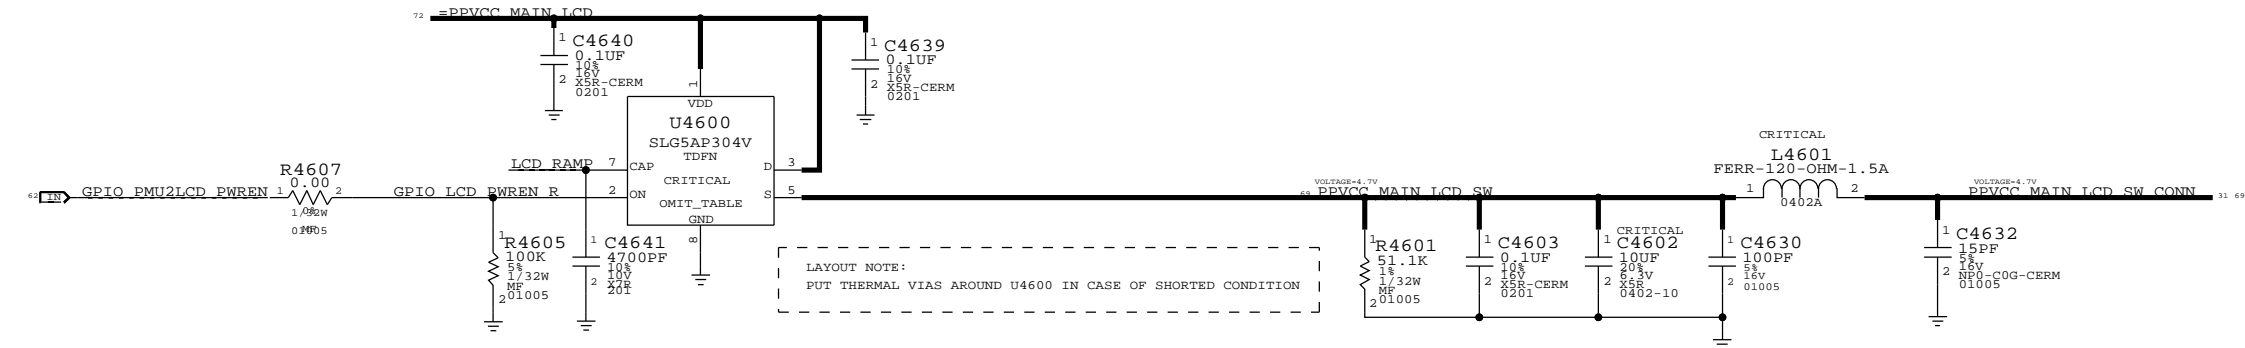 72 =PPVCC_MAIN_LCD
1 C4640
0.1UF
10%
16V
2 X5R-CERM
0201
1 C4639
0.1UF
10%
16V
2 X5R-CERM
0201
1
VDD
U4600
SLG5AP304V
TDFN
LCD_RAMP 7 CAP
D 3
CRITICAL
2 ON
S 5
OMIT_TABLE
GND
8
62 IN GPIO_PMU2LCD_PWREN
R4607
0.00
1 2
0%
1/32W
MF
01005
GPIO_LCD_PWREN_R
1 R4605
100K
5%
1/32W
MF
2 01005
1 C4641
4700PF
10%
10V
2 X7R
201
LAYOUT NOTE:
PUT THERMAL VIAS AROUND U4600 IN CASE OF SHORTED CONDITION
VOLTAGE=4.7V
69 PPVCC_MAIN_LCD_SW
1 R4601
51.1K
1%
1/32W
MF
2 01005
1 C4603
0.1UF
10%
16V
2 X5R-CERM
0201
CRITICAL
1 C4602
10UF
20%
6.3V
2 X5R
0402-10
1 C4630
100PF
5%
16V
2
01005
CRITICAL
L4601
FERR-120-OHM-1.5A
1 2
0402A
VOLTAGE=4.7V
PPVCC_MAIN_LCD_SW_CONN 31 69
1 C4632
15PF
5%
16V
2 NP0-C0G-CERM
01005